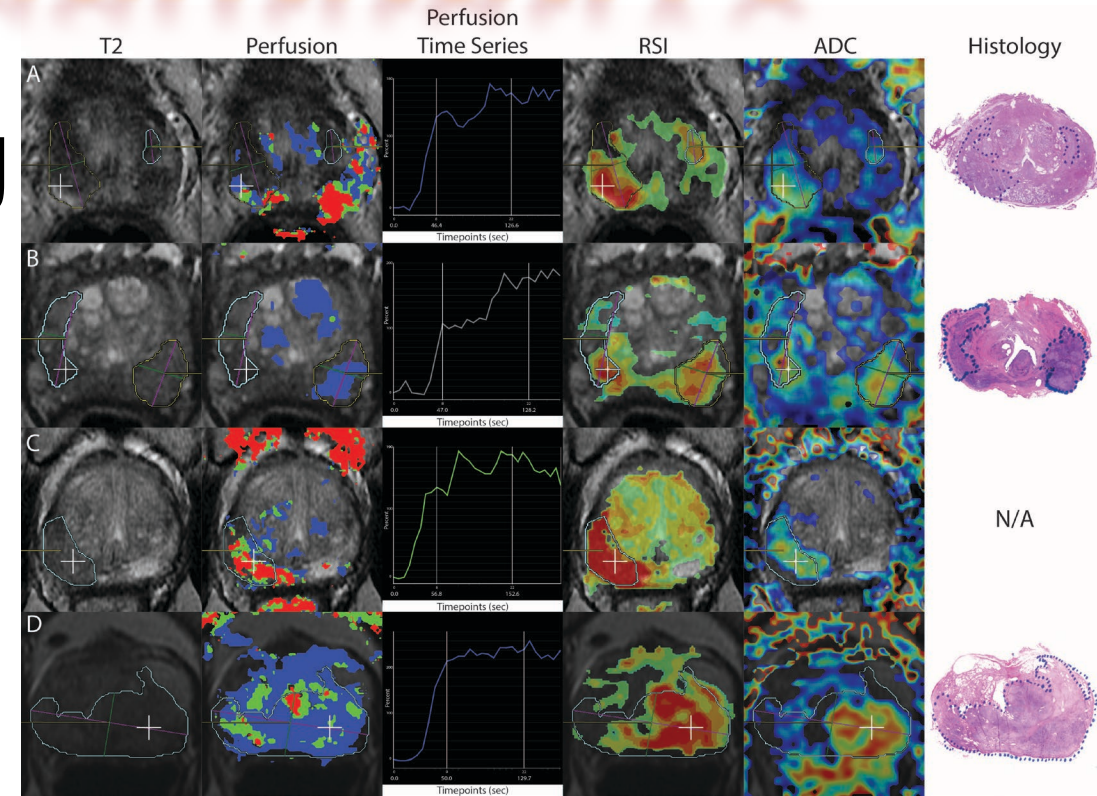 Perfusion
T2 Perfusion Time Series RSI ADC Histology
A
Percent
0.0 46.4 126.6
Timepoints (sec)
B
Percent
0.0 47.0 128.2
Timepoints (sec)
C
N/A
Percent
0.0 56.8 152.6
Timepoints (sec)
D
Percent
0.0 50.0 129.7
Timepoints (sec)